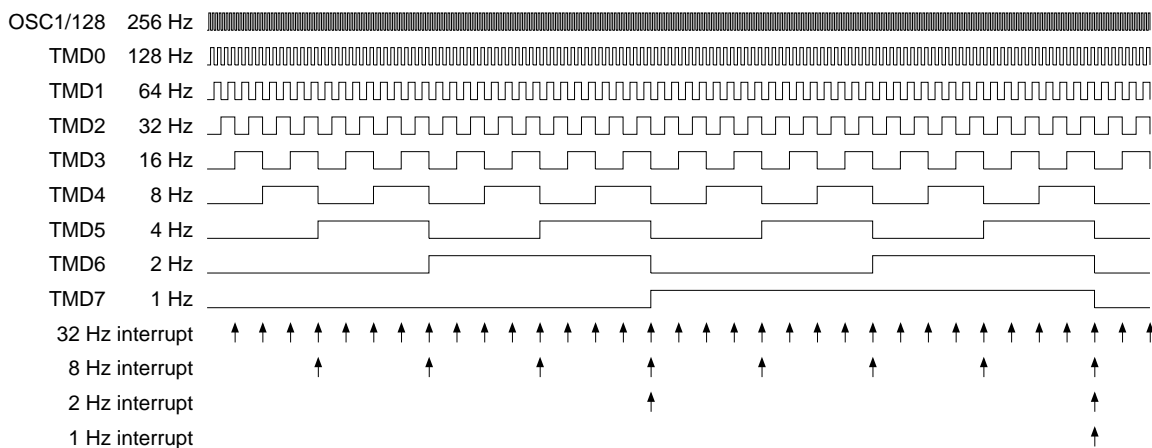 OSC1/128 256 Hz
TMD0 128 Hz
TMD1 64 Hz
TMD2 32 Hz
TMD3 16 Hz
TMD4 8 Hz
TMD5 4 Hz
TMD6 2 Hz
TMD7 1 Hz
32 Hz interrupt
8 Hz interrupt
2 Hz interrupt
1 Hz interrupt